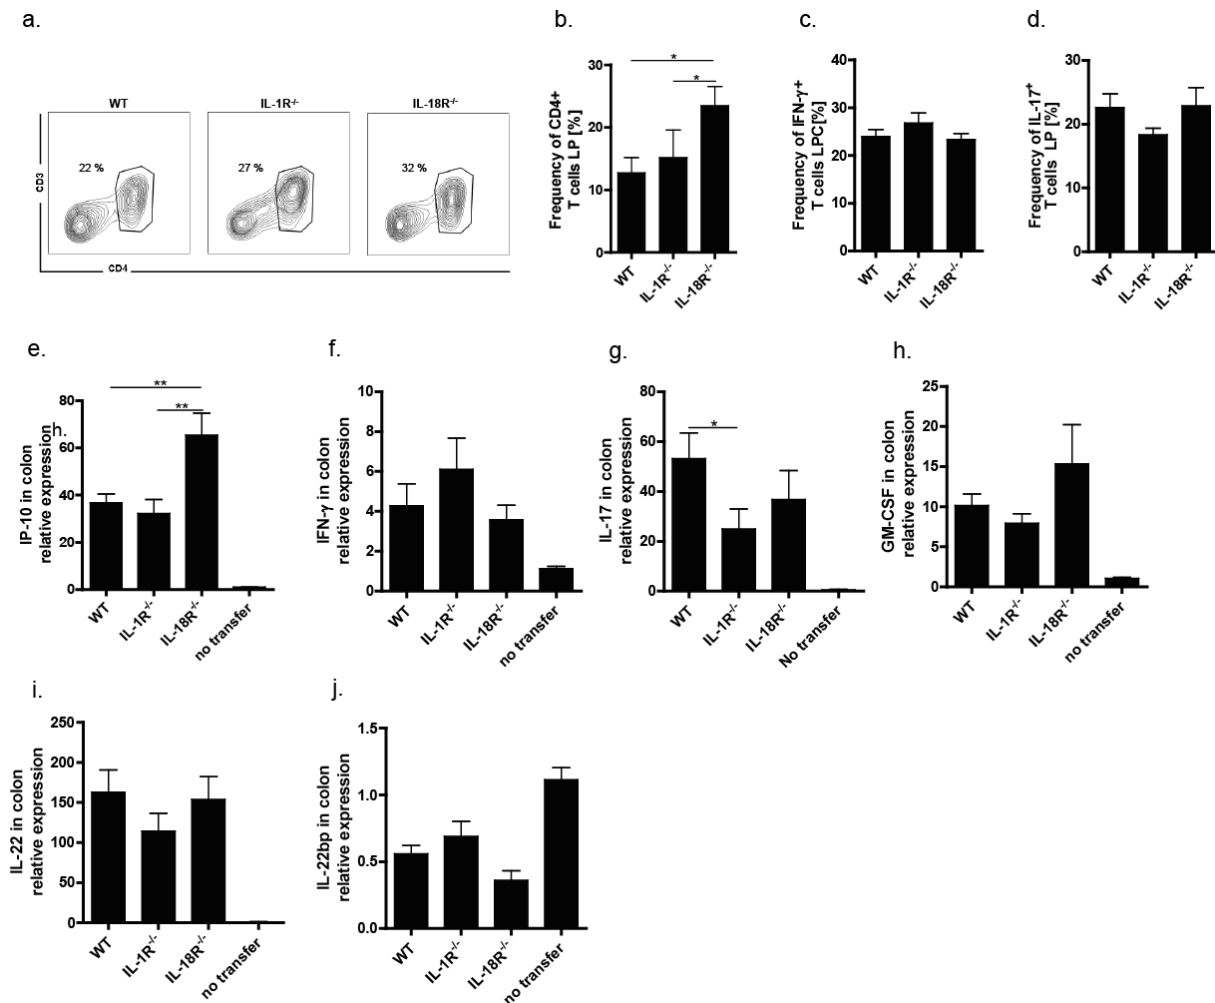 a.
WT
IL-1R-/-
IL-18R-/-
22 %
27 %
32 %
CD3
CD4
b.
Frequency of CD4+
T cells LP [%]
30
20
10
0
*
*
WT
IL-1R-/-
IL-18R-/-
c.
Frequency of IFN-γ+
T cells LPC[%]
40
30
20
10
0
WT
IL-1R-/-
IL-18R-/-
d.
Frequency of IL-17+
T cells LP [%]
30
20
10
0
WT
IL-1R-/-
IL-18R-/-
e.
IP-10 in colon
relative expression
h.
80
60
40
20
0
**
**
WT
IL-1R-/-
IL-18R-/-
no transfer
f.
IFN-γ in colon
relative expression
10
8
6
4
2
0
WT
IL-1R-/-
IL-18R-/-
no transfer
g.
IL-17 in colon
relative expression
80
60
40
20
0
*
WT
IL-1R-/-
IL-18R-/-
No transfer
h.
GM-CSF in colon
relative expression
25
20
15
10
5
0
WT
IL-1R-/-
IL-18R-/-
no transfer
i.
IL-22 in colon
relative expression
250
200
150
100
50
0
WT
IL-1R-/-
IL-18R-/-
no transfer
j.
IL-22bp in colon
relative expression
1.5
1.0
0.5
0.0
WT
IL-1R-/-
IL-18R-/-
no transfer